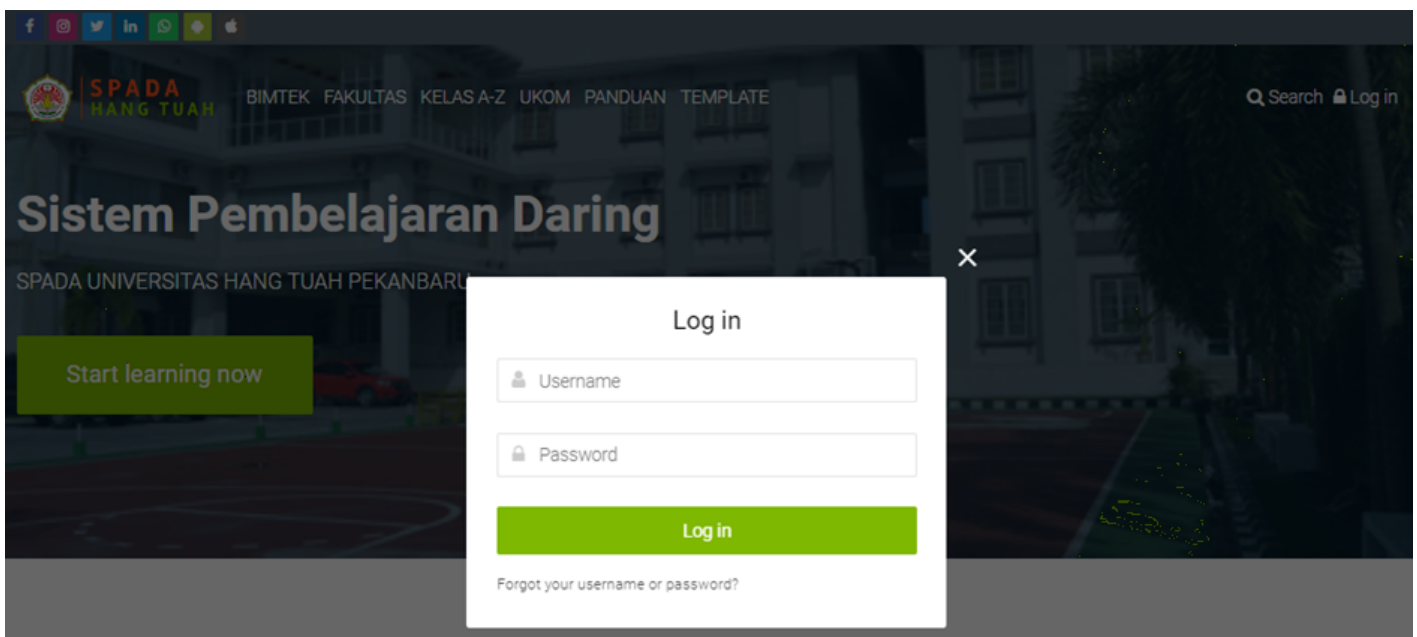 SPADA
HANG TUAH
BIMTEK FAKULTAS KELAS A-Z UKOM PANDUAN TEMPLATE
Search Log in
Sistem Pembelajaran Daring
SPADA UNIVERSITAS HANG TUAH PEKANBARU
Start learning now
Log in
Username
Password
Log in
Forgot your username or password?